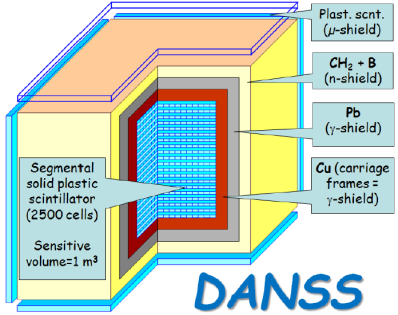 Plast. scnt.
(μ-shield)
CH2 + B
(n-shield)
Pb
(γ-shield)
Cu (carriage
frames =
γ-shield)
Segmental
solid plastic
scintillator
(2500 cells)
Sensitive
volume=1 m³
DANSS